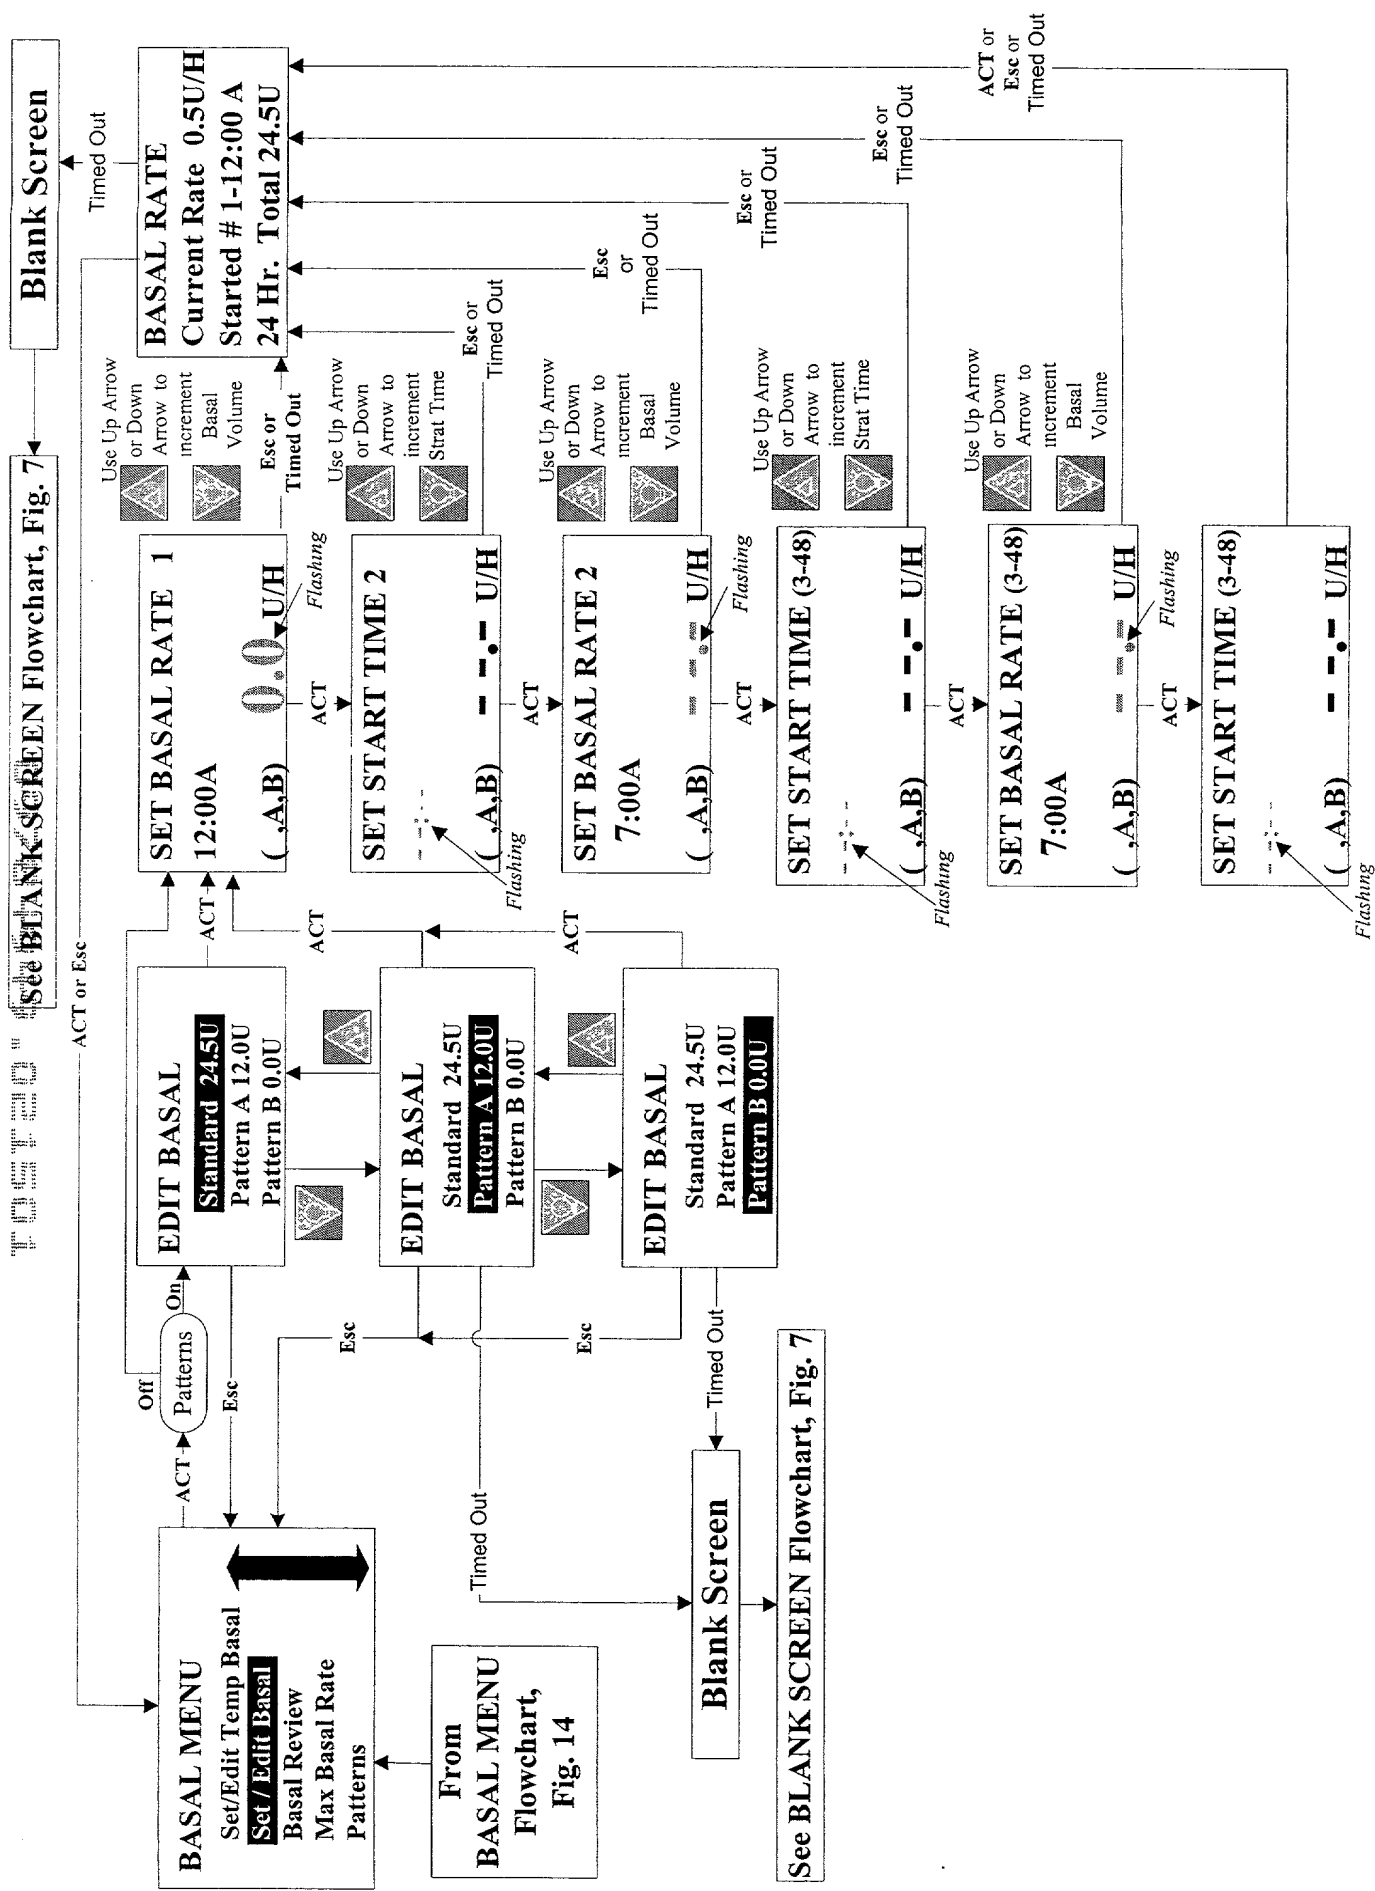 BASAL MENU
Set/Edit Temp Basal
Set / Edit Basal
Basal Review
Max Basal Rate
Patterns
From
BASAL MENU
Flowchart,
Fig. 14
ACT
Patterns
Off
On
Esc
ACT or Esc
EDIT BASAL
Standard 24.5U
Pattern A 12.0U
Pattern B 0.0U
EDIT BASAL
Standard 24.5U
Pattern A 12.0U
Pattern B 0.0U
EDIT BASAL
Standard 24.5U
Pattern A 12.0U
Pattern B 0.0U
Esc
Esc
Timed Out
Timed Out
Blank Screen
See BLANK SCREEN Flowchart, Fig. 7
ACT
ACT
ACT
SET BASAL RATE 1
12:00A
( ,A,B) 0.0 U/H
Flashing
ACT
SET START TIME 2
--:--
( ,A,B) --.- U/H
Flashing
ACT
SET BASAL RATE 2
7:00A
( ,A,B) --.- U/H
Flashing
ACT
SET START TIME (3-48)
--:--
( ,A,B) --.- U/H
Flashing
ACT
SET BASAL RATE (3-48)
7:00A
( ,A,B) --.- U/H
Flashing
ACT
SET START TIME (3-48)
--:--
( ,A,B) --.- U/H
Flashing
Use Up Arrow
or Down
Arrow to
increment
Basal
Volume
Esc or
Timed Out
Use Up Arrow
or Down
Arrow to
increment
Strat Time
Esc or
Timed Out
Use Up Arrow
or Down
Arrow to
increment
Basal
Volume
Esc
or
Timed Out
Use Up Arrow
or Down
Arrow to
increment
Strat Time
Esc or
Timed Out
Use Up Arrow
or Down
Arrow to
increment
Basal
Volume
Esc or
Timed Out
ACT or
Esc or
Timed Out
BASAL RATE
Current Rate 0.5U/H
Started # 1-12:00 A
24 Hr. Total 24.5U
Timed Out
Blank Screen
See BLANK SCREEN Flowchart, Fig. 7